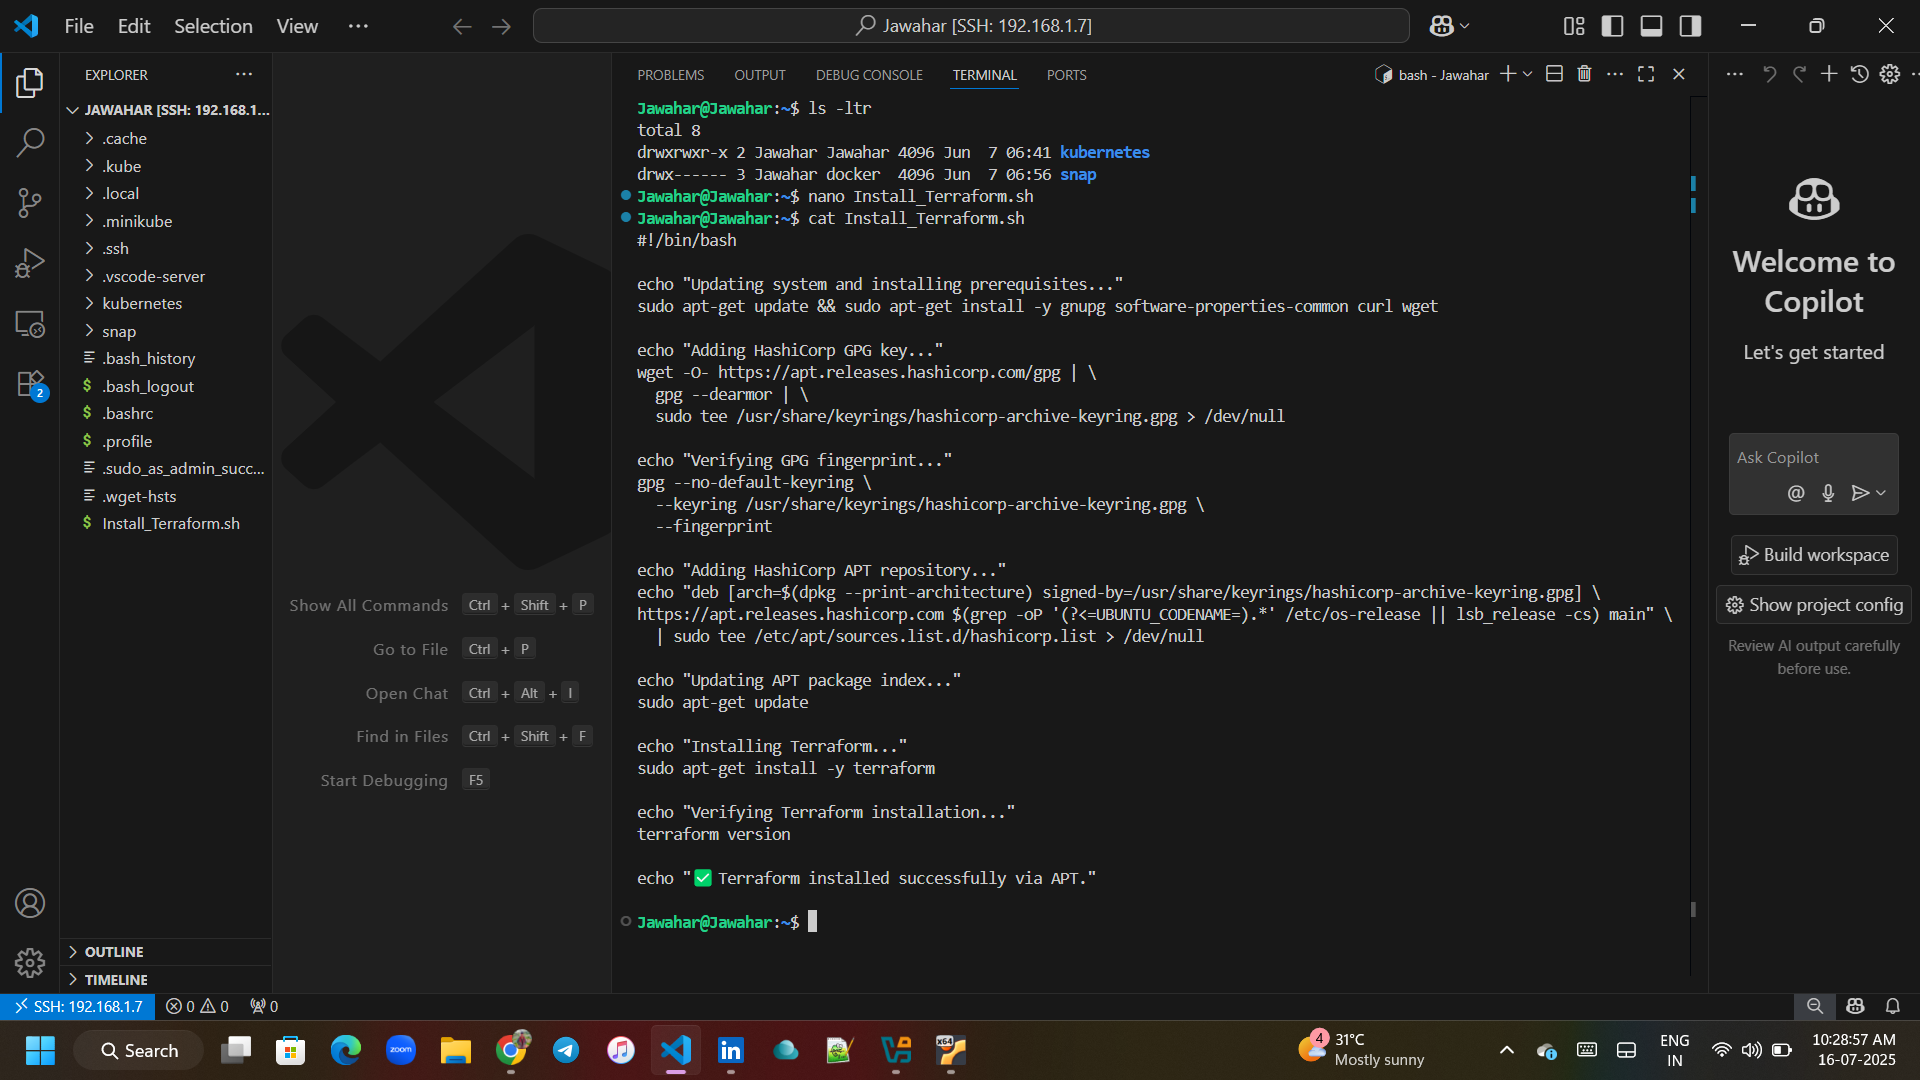 File Edit Selection View ···
Jawahar [SSH: 192.168.1.7]
EXPLORER
JAWAHAR [SSH: 192.168.1...
.cache
.kube
.local
.minikube
.ssh
.vscode-server
kubernetes
snap
.bash_history
$ .bash_logout
$ .bashrc
$ .profile
.sudo_as_admin_succ...
.wget-hsts
$ Install_Terraform.sh
OUTLINE
TIMELINE
2
Show All Commands Ctrl + Shift + P
Go to File Ctrl + P
Open Chat Ctrl + Alt + I
Find in Files Ctrl + Shift + F
Start Debugging F5
PROBLEMS OUTPUT DEBUG CONSOLE TERMINAL PORTS
bash - Jawahar
Jawahar@Jawahar:~$ ls -ltr
total 8
drwxrwxr-x 2 Jawahar Jawahar 4096 Jun  7 06:41 kubernetes
drwx------ 3 Jawahar docker  4096 Jun  7 06:56 snap
Jawahar@Jawahar:~$ nano Install_Terraform.sh
Jawahar@Jawahar:~$ cat Install_Terraform.sh
#!/bin/bash
echo "Updating system and installing prerequisites..."
sudo apt-get update && sudo apt-get install -y gnupg software-properties-common curl wget
echo "Adding HashiCorp GPG key..."
wget -O- https://apt.releases.hashicorp.com/gpg | \
  gpg --dearmor | \
  sudo tee /usr/share/keyrings/hashicorp-archive-keyring.gpg > /dev/null
echo "Verifying GPG fingerprint..."
gpg --no-default-keyring \
  --keyring /usr/share/keyrings/hashicorp-archive-keyring.gpg \
  --fingerprint
echo "Adding HashiCorp APT repository..."
echo "deb [arch=$(dpkg --print-architecture) signed-by=/usr/share/keyrings/hashicorp-archive-keyring.gpg] \
https://apt.releases.hashicorp.com $(grep -oP '(?<=UBUNTU_CODENAME=).*' /etc/os-release || lsb_release -cs) main" \
  | sudo tee /etc/apt/sources.list.d/hashicorp.list > /dev/null
echo "Updating APT package index..."
sudo apt-get update
echo "Installing Terraform..."
sudo apt-get install -y terraform
echo "Verifying Terraform installation..."
terraform version
echo "✅ Terraform installed successfully via APT."
Jawahar@Jawahar:~$
Welcome to
Copilot
Let's get started
Ask Copilot
Build workspace
Show project config
Review AI output carefully
before use.
SSH: 192.168.1.7 0 0 0
Search
zoom
x64
4
31°C
Mostly sunny
ENG
IN
10:28:57 AM
16-07-2025